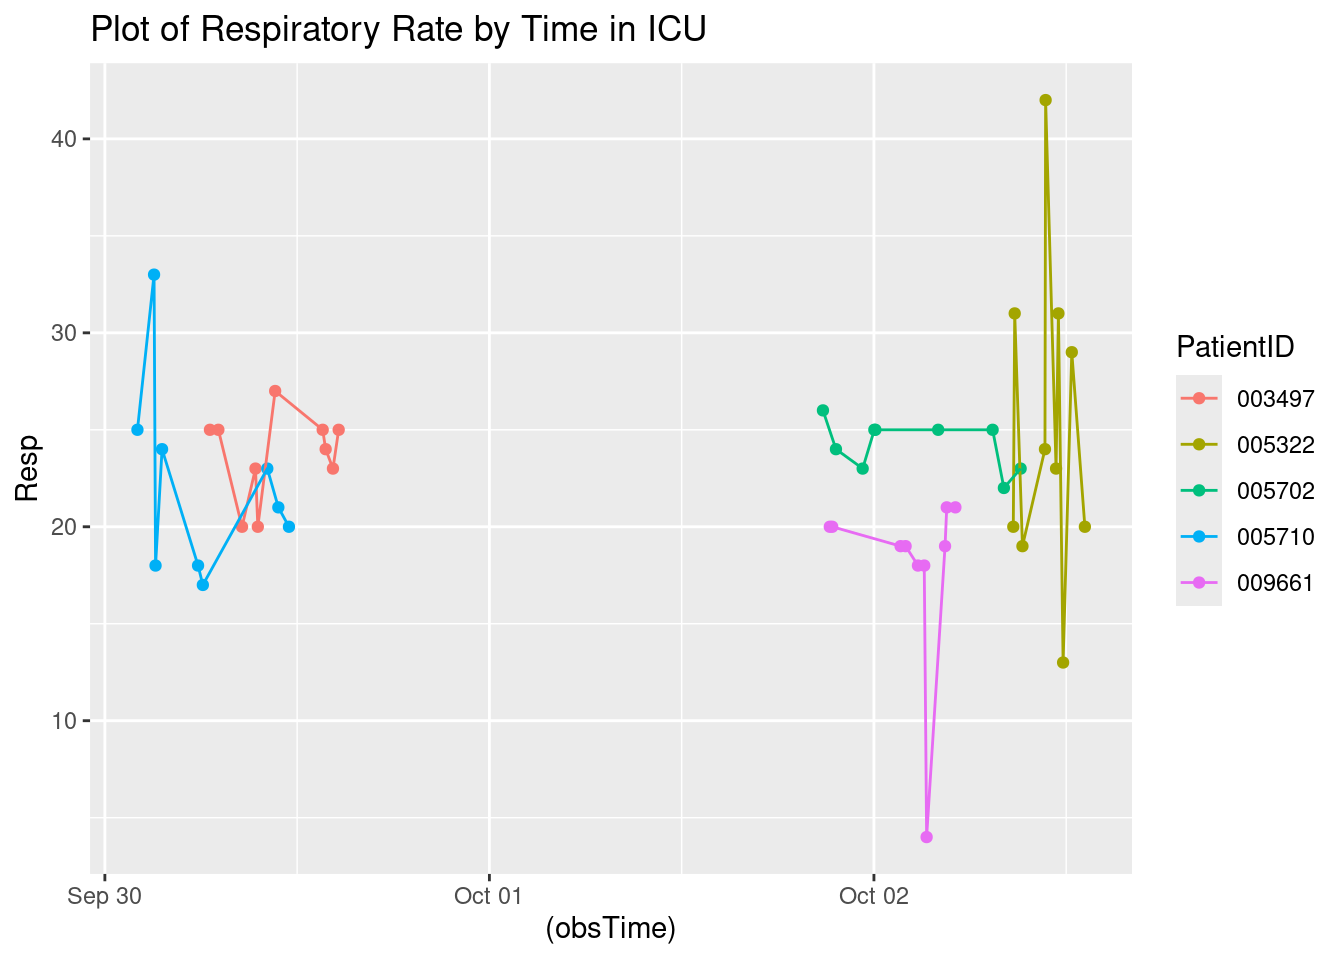 Plot of Respiratory Rate by Time in ICU
Resp
40
30
20
10
Sep 30
Oct 01
Oct 02
(obsTime)
PatientID
003497
005322
005702
005710
009661